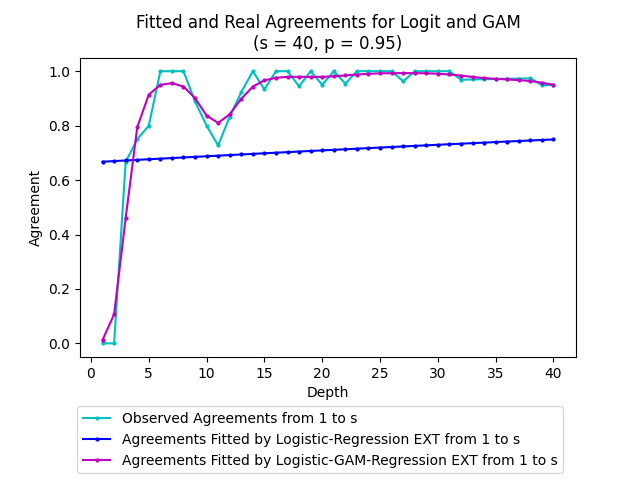 Fitted and Real Agreements for Logit and GAM
(s = 40, p = 0.95)
1.0
0.8
0.6
0.4
0.2
0.0
Agreement
0 5 10 15 20 25 30 35 40
Depth
Observed Agreements from 1 to s
Agreements Fitted by Logistic-Regression EXT from 1 to s
Agreements Fitted by Logistic-GAM-Regression EXT from 1 to s